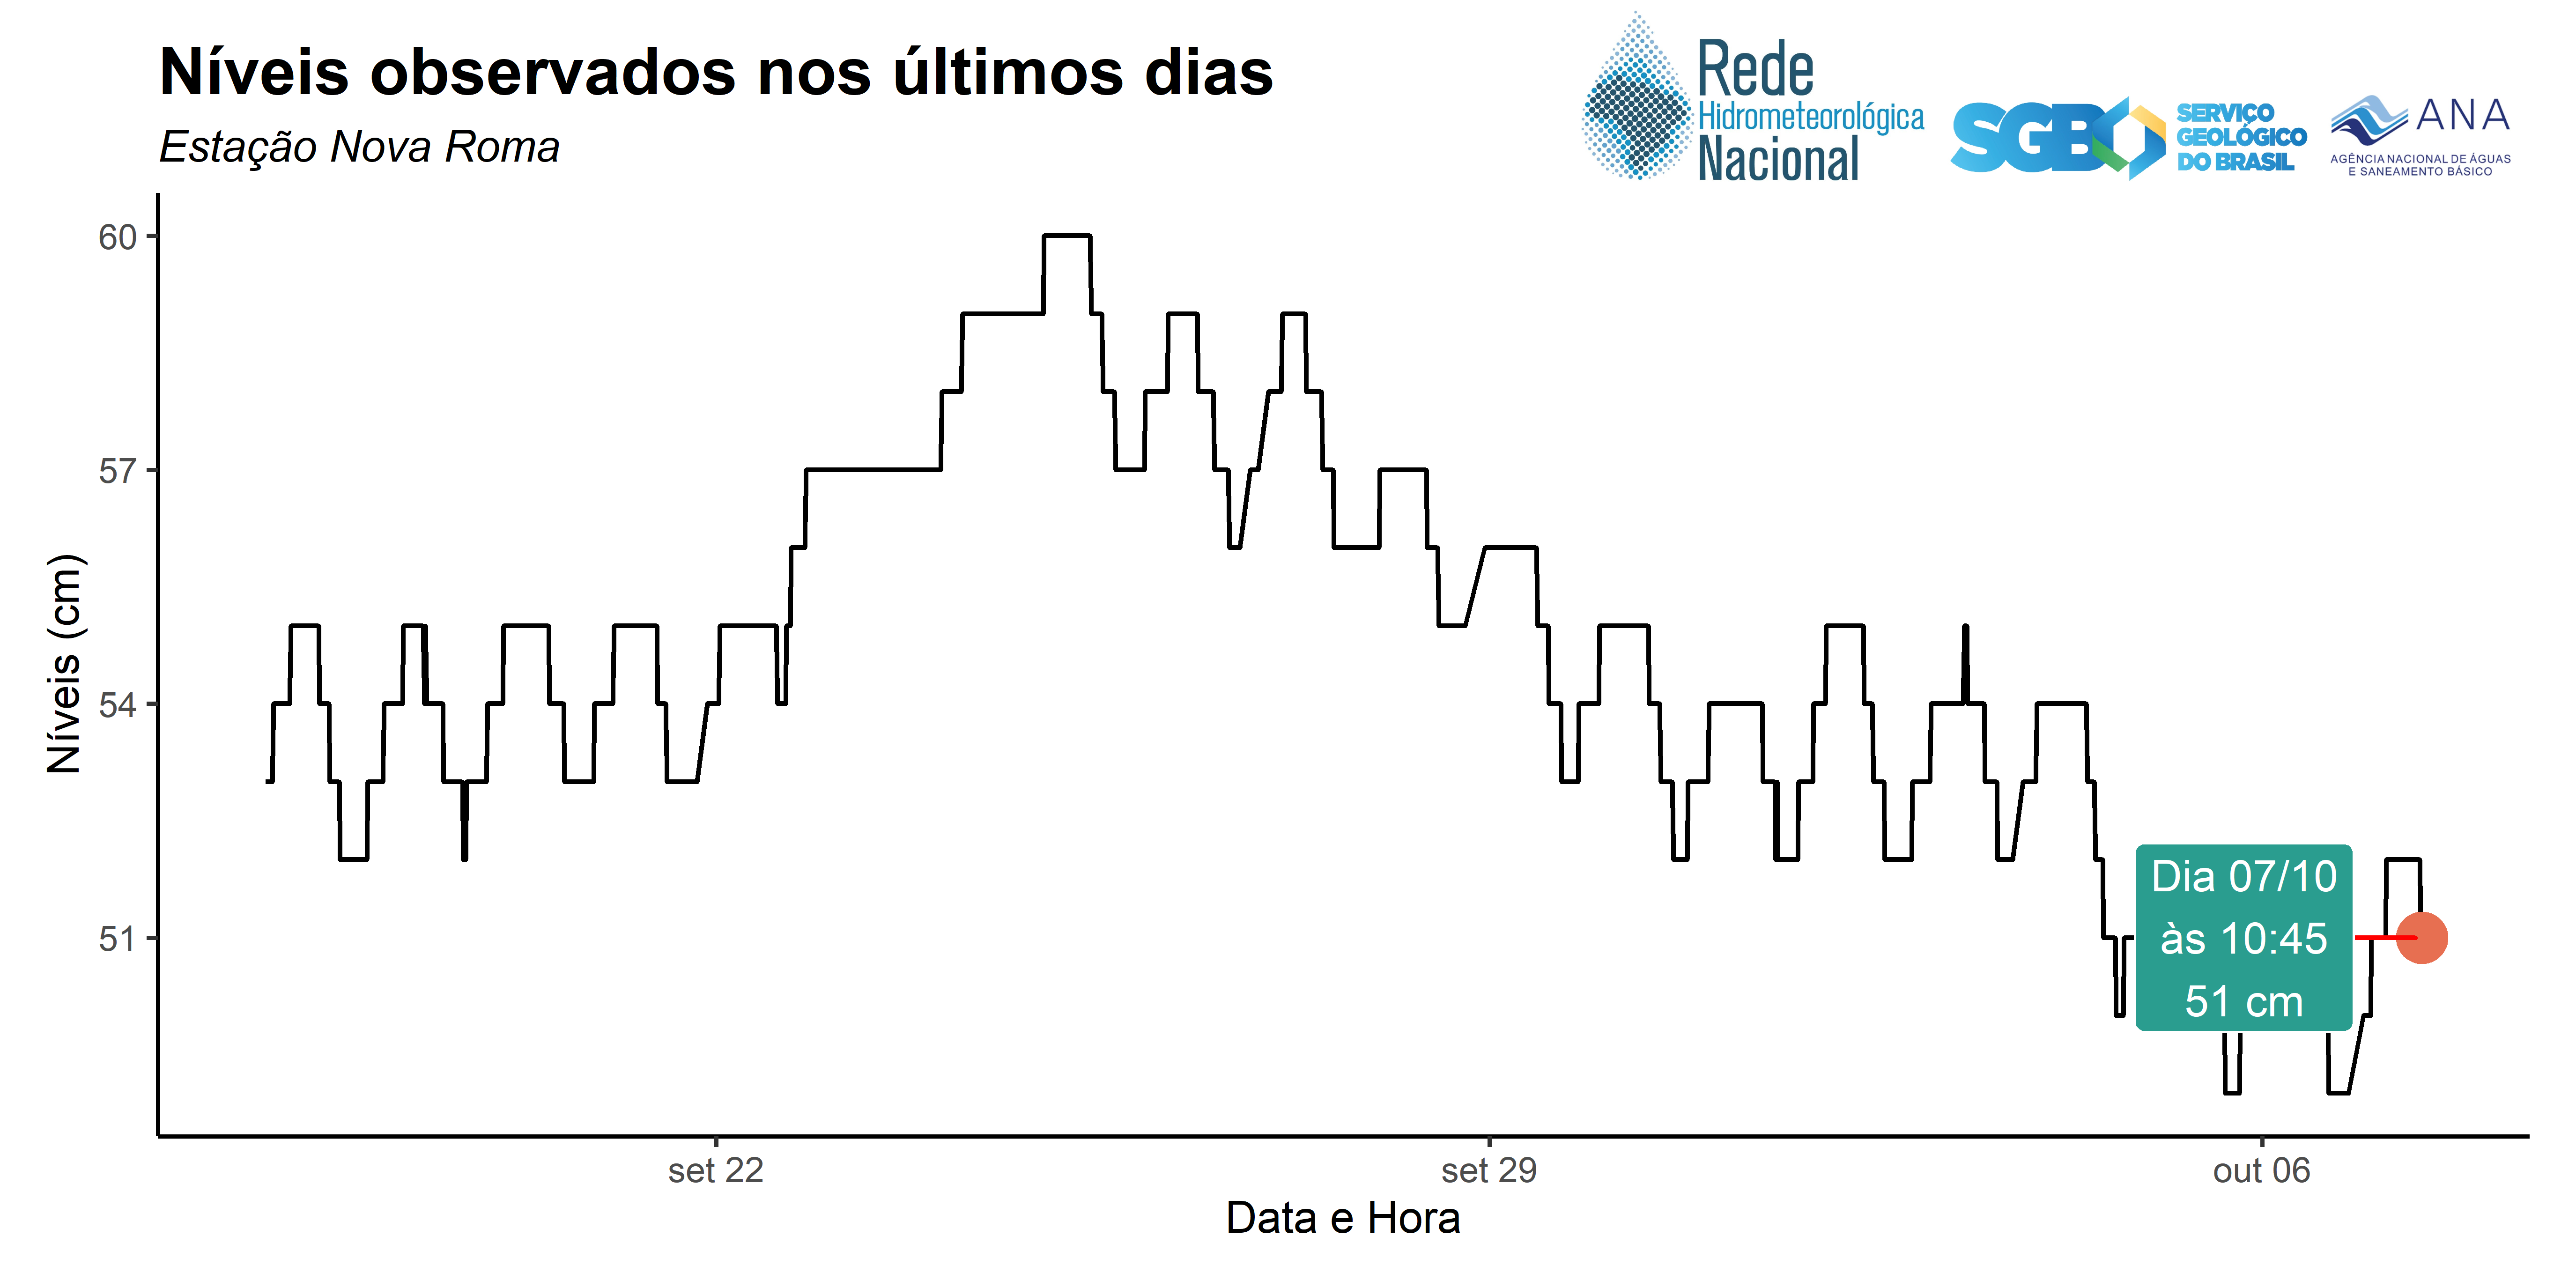 Níveis observados nos últimos dias
Estação Nova Roma
Rede
Hidrometeorológica
Nacional
SGB
SERVIÇO
GEOLÓGICO
DO BRASIL
ANA
AGÊNCIA NACIONAL DE ÁGUAS
E SANEAMENTO BÁSICO
Níveis (cm)
60
57
54
51
Dia 07/10
às 10:45
51 cm
set 22
set 29
out 06
Data e Hora